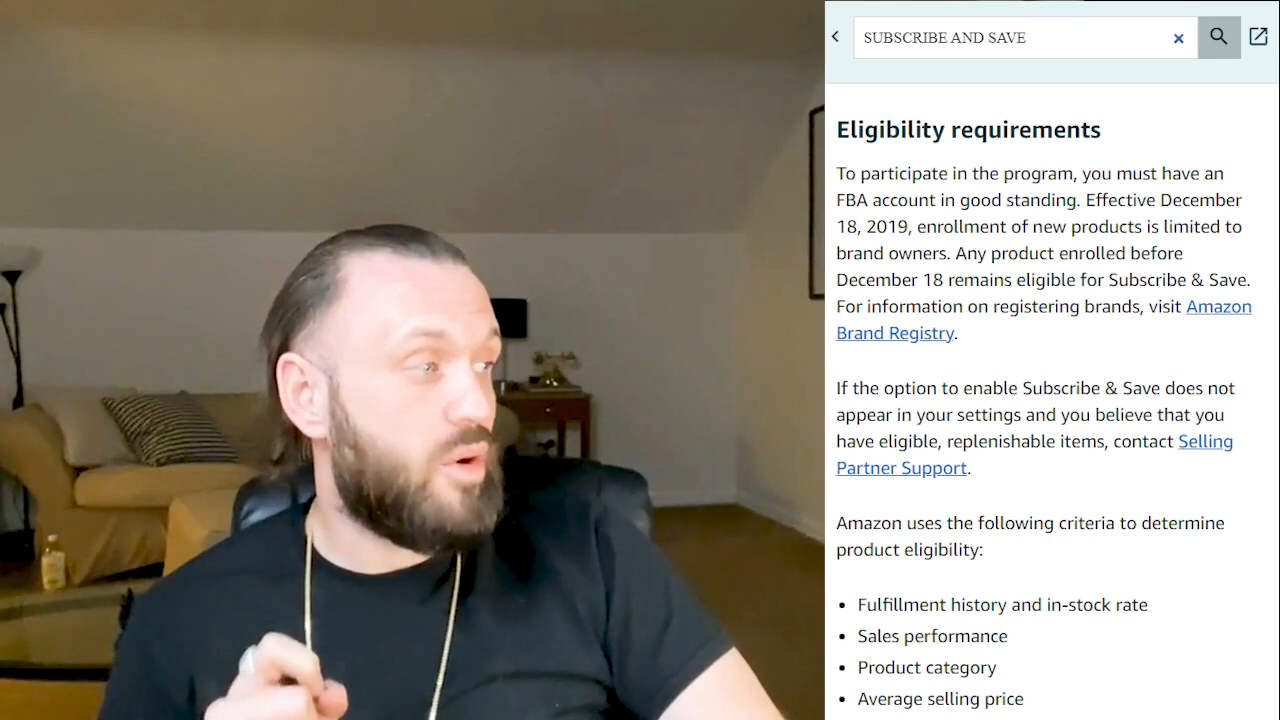 SUBSCRIBE AND SAVE
Eligibility requirements
To participate in the program, you must have an
FBA account in good standing. Effective December
18, 2019, enrollment of new products is limited to
brand owners. Any product enrolled before
December 18 remains eligible for Subscribe & Save.
For information on registering brands, visit Amazon
Brand Registry.
If the option to enable Subscribe & Save does not
appear in your settings and you believe that you
have eligible, replenishable items, contact Selling
Partner Support.
Amazon uses the following criteria to determine
product eligibility:
• Fulfillment history and in-stock rate
• Sales performance
• Product category
• Average selling price